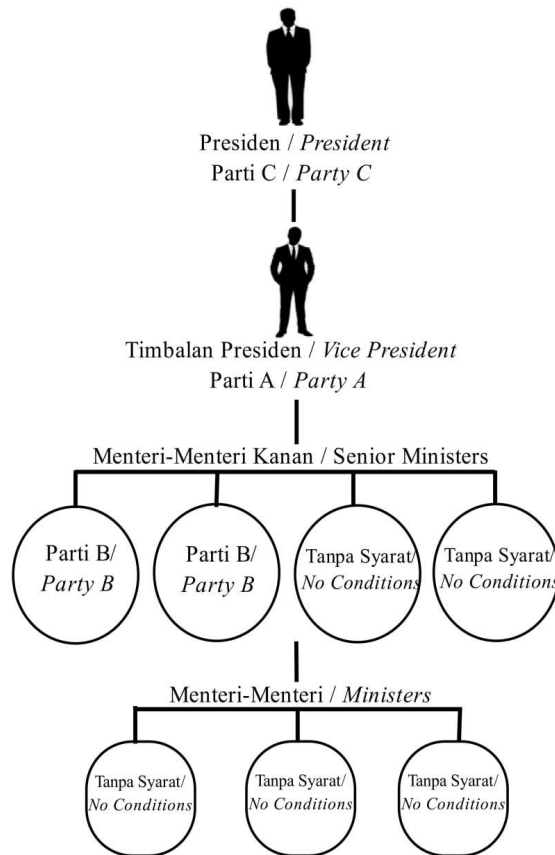 Presiden / President
Parti C / Party C
Timbalan Presiden / Vice President
Parti A / Party A
Menteri-Menteri Kanan / Senior Ministers
Parti B/
Party B
Parti B/
Party B
Tanpa Syarat/
No Conditions
Tanpa Syarat/
No Conditions
Menteri-Menteri / Ministers
Tanpa Syarat/
No Conditions
Tanpa Syarat/
No Conditions
Tanpa Syarat/
No Conditions